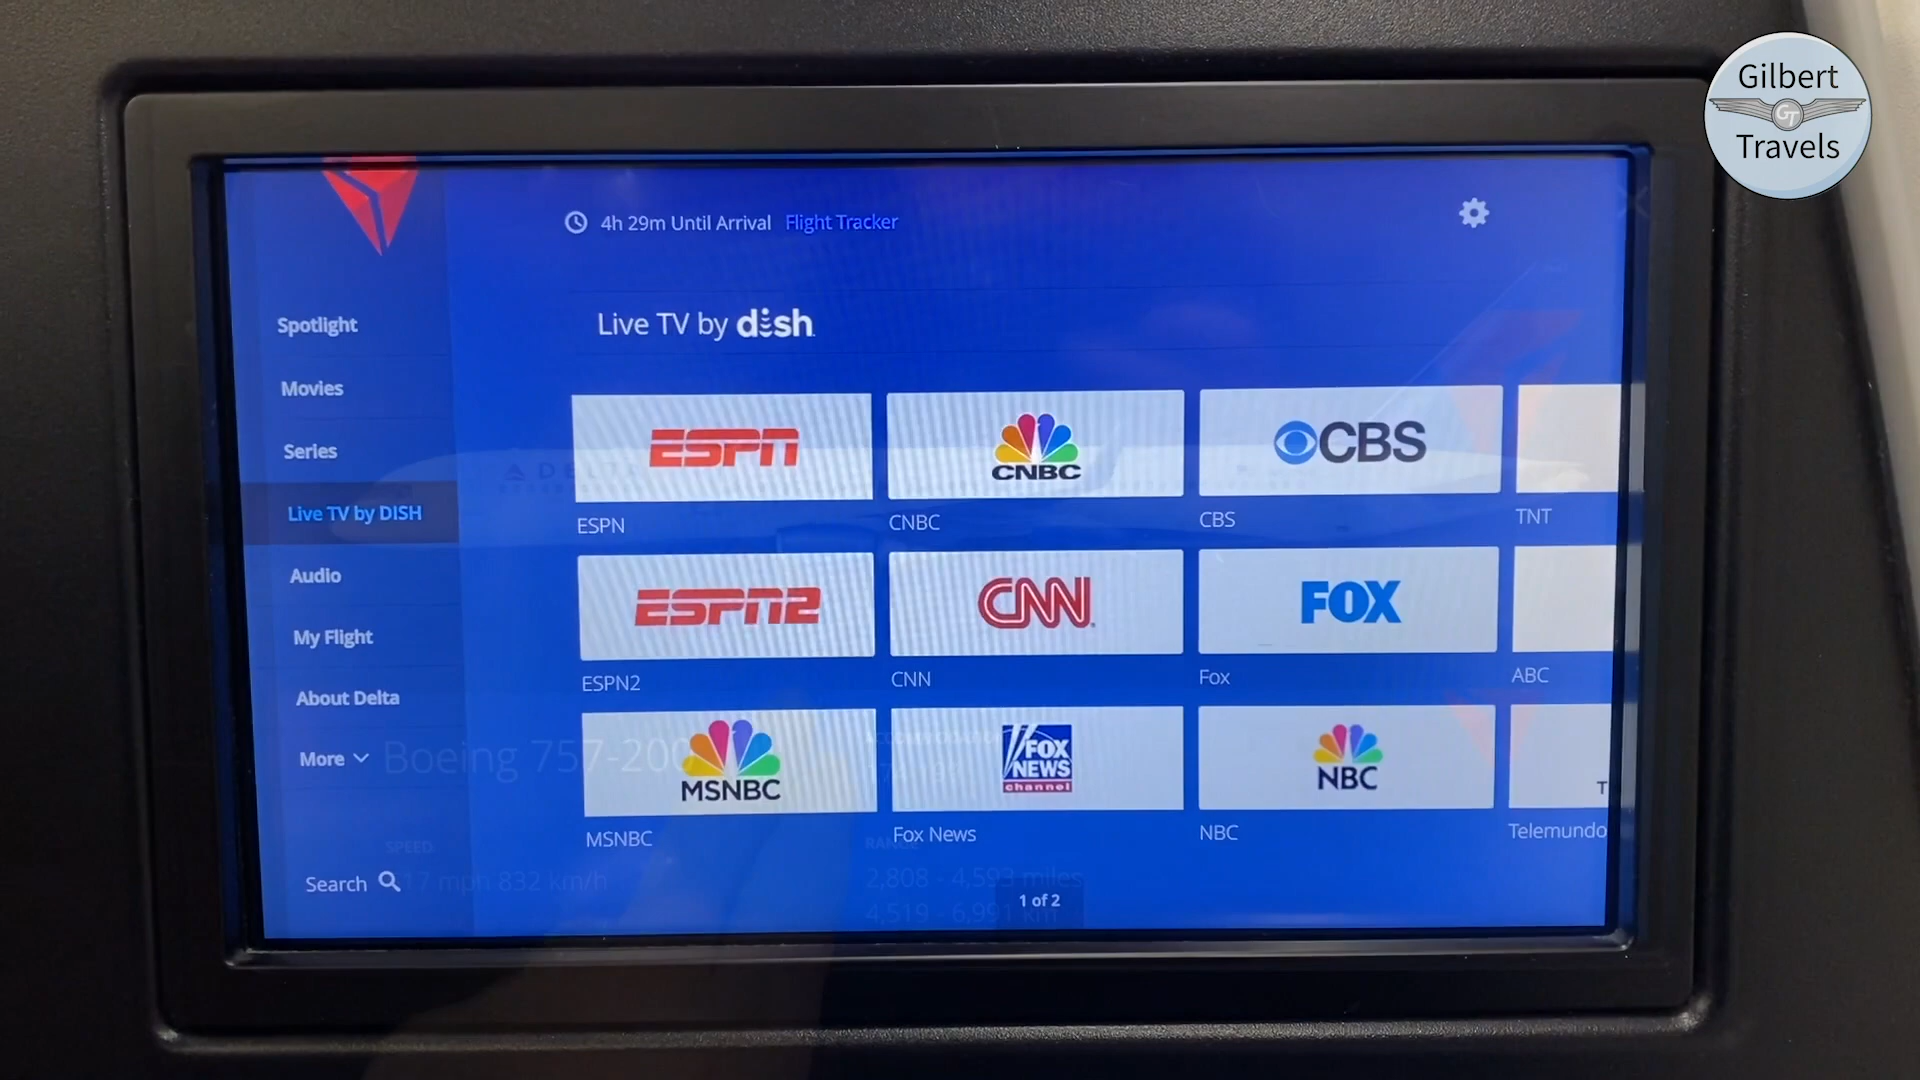 Gilbert
GT
Travels
4h 29m Until Arrival Flight Tracker
Spotlight
Movies
Series
Live TV by DISH
Audio
My Flight
About Delta
More
Search
Live TV by dish
ESPN
CNBC
CBS
ESPN
CNBC
CBS
TNT
ESPN2
CNN
FOX
ESPN2
CNN
Fox
ABC
MSNBC
FOX
NEWS
channel
NBC
T
MSNBC
Fox News
NBC
Telemundo
1 of 2
DELTA
Boeing 757-200
SPEED
mph 832 km/h
RANGE
2,808 - 4,593 miles
4,519 - 6,991 km